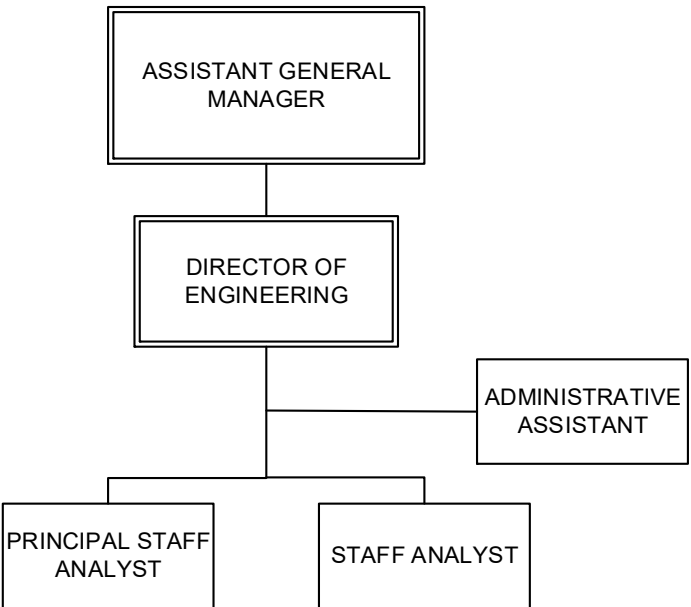 ASSISTANT GENERAL
MANAGER
DIRECTOR OF
ENGINEERING
ADMINISTRATIVE
ASSISTANT
PRINCIPAL STAFF
ANALYST
STAFF ANALYST